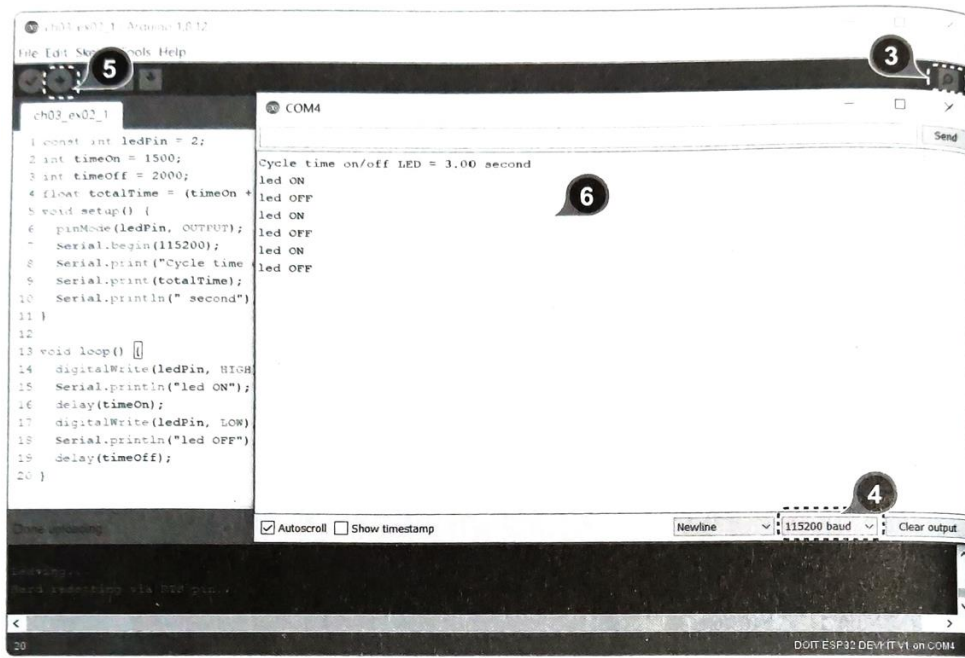 ch03_ex02_1 - Arduino 1.8.12
File Edit Tools Help
5
3
ch03_ex02_1
1 const int ledPin = 2;
2 int timeOn = 1500;
3 int timeOff = 2000;
4 float totalTime = (timeOn +
5 void setup() {
6 pinMode(ledPin, OUTPUT);
7 Serial.begin(115200);
8 Serial.print("Cycle time
9 Serial.print(totalTime);
10 Serial.println(" second")
11 }
12
13 void loop() {
14 digitalWrite(ledPin, HIGH
15 Serial.println("led ON");
16 delay(timeOn);
17 digitalWrite(ledPin, LOW)
18 Serial.println("led OFF")
19 delay(timeOff);
20 }
COM4
Send
Cycle time on/off LED = 3.00 second
led ON
led OFF
led ON
led OFF
led ON
led OFF
6
4
Autoscroll Show timestamp Newline 115200 baud Clear output
Done uploading
Leaving...
Hard resetting via RTS pin...
20 DOIT ESP32 DEVKIT V1 on COM4